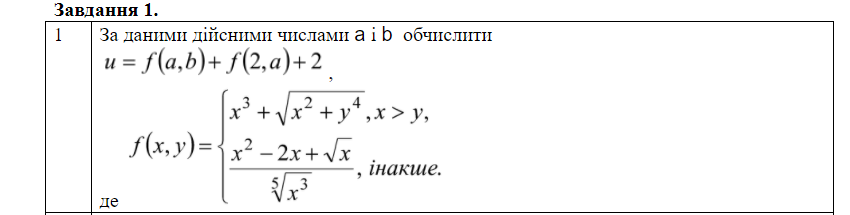 Завдання 1.
1 За даними дійсними числами a і b обчислити
u = f(a,b) + f(2,a) + 2 ,
f(x,y) = { x³ + √(x² + y⁴), x > y,
(x² − 2x + √x) / ⁵√(x³), інакше.
де